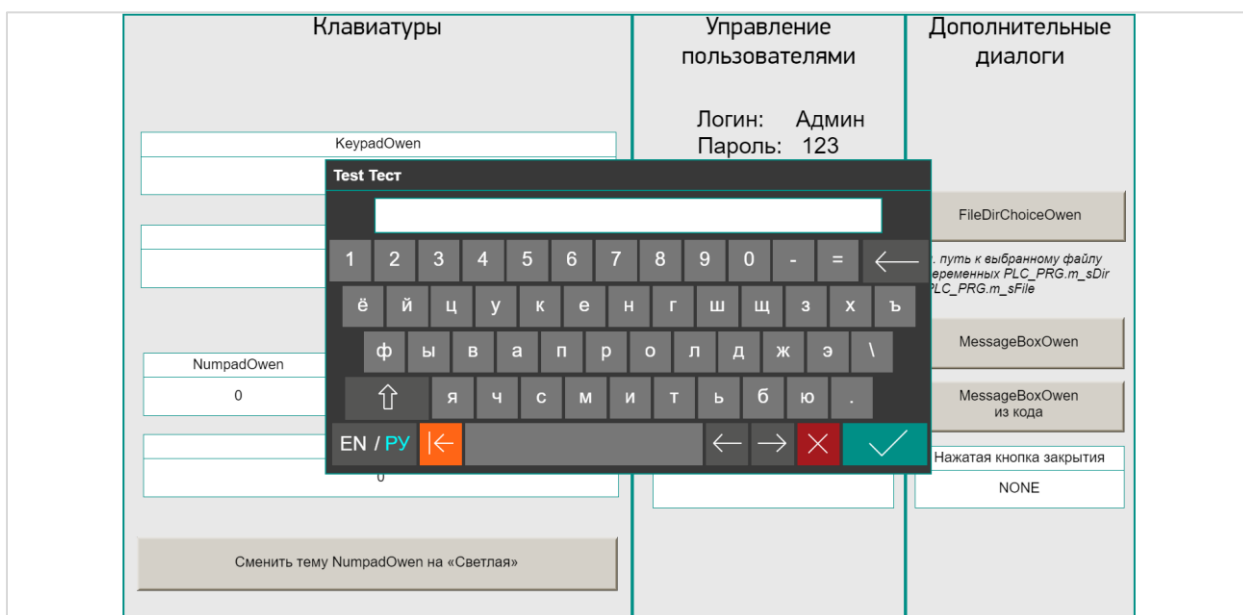 Клавиатуры
Управление
пользователями
Дополнительные
диалоги
Логин: Админ
Пароль: 123
KeypadOwen
Test Тест
1 2 3 4 5 6 7 8 9 0 - =
ё й ц у к е н г ш щ з х ъ
ф ы в а п р о л д ж э \
я ч с м и т ь б ю .
EN / РУ
NumpadOwen
0
0
Сменить тему NumpadOwen на «Светлая»
FileDirChoiceOwen
. путь к выбранному файлу
еременных PLC_PRG.m_sDir
PLC_PRG.m_sFile
MessageBoxOwen
MessageBoxOwen
из кода
Нажатая кнопка закрытия
NONE